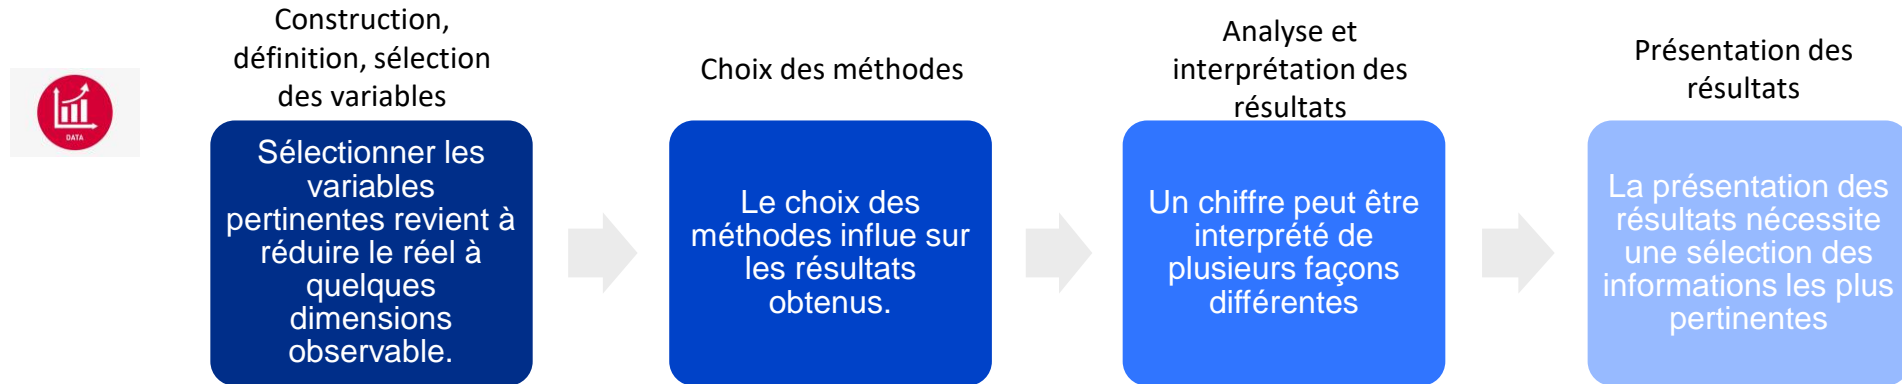 DATA
Construction,
définition, sélection
des variables
Sélectionner les
variables
pertinentes revient à
réduire le réel à
quelques
dimensions
observable.
Choix des méthodes
Le choix des
méthodes influe sur
les résultats
obtenus.
Analyse et
interprétation des
résultats
Un chiffre peut être
interprété de
plusieurs façons
différentes
Présentation des
résultats
La présentation des
résultats nécessite
une sélection des
informations les plus
pertinentes